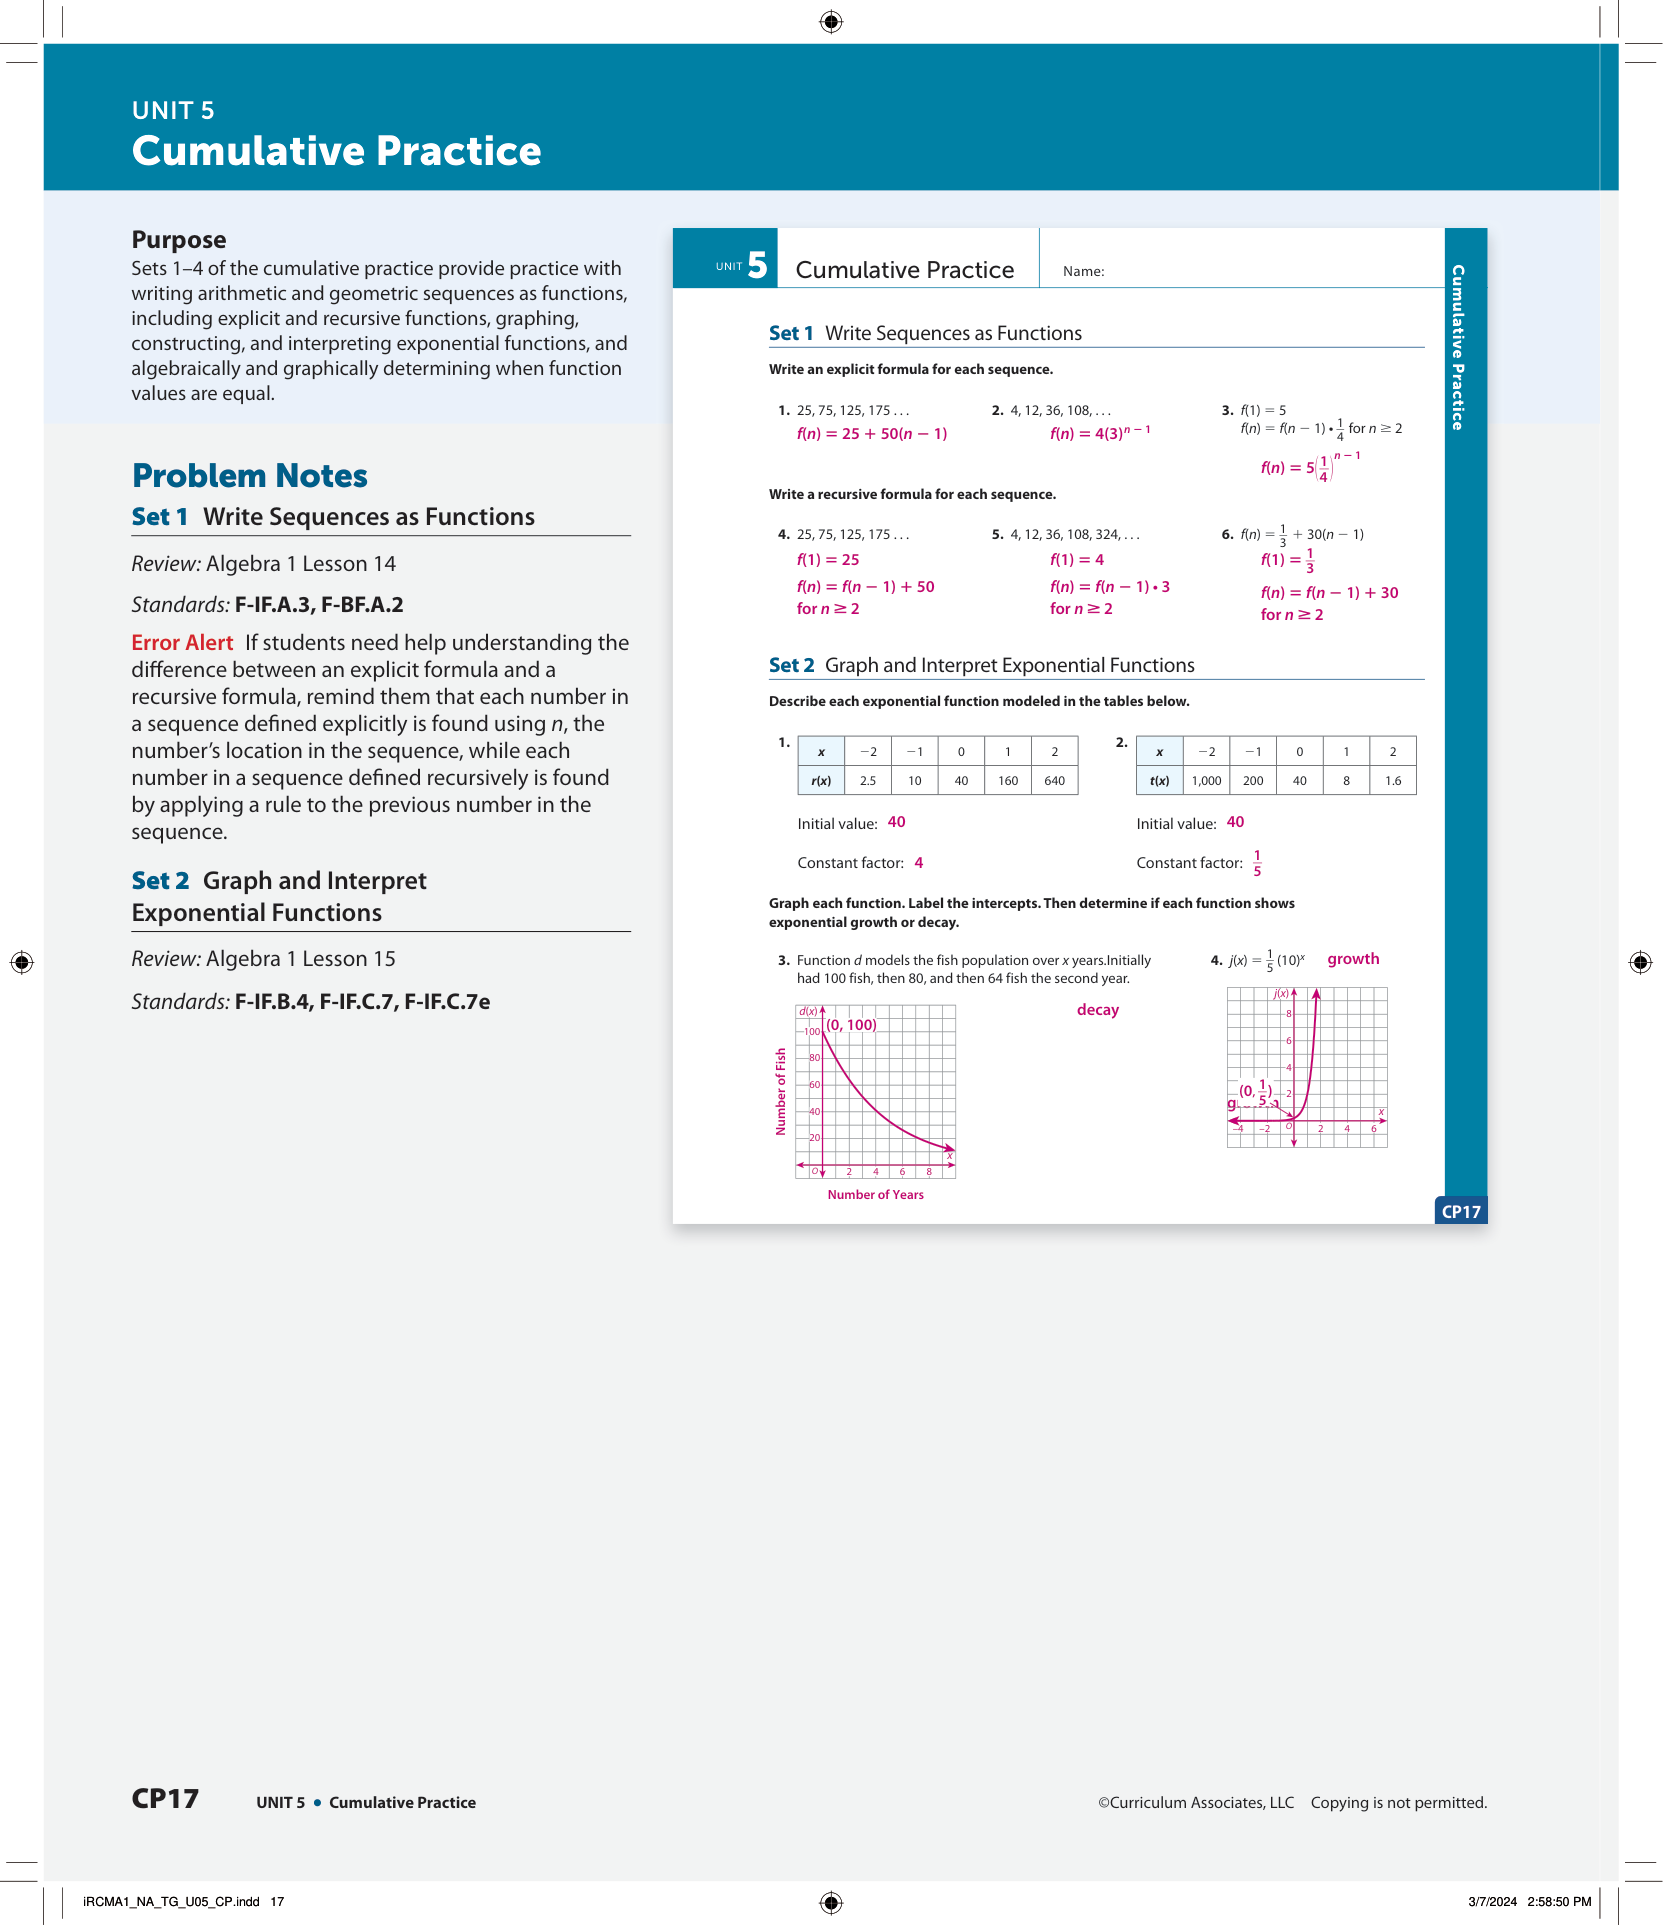 UNIT 5
Cumulative Practice
Purpose
Sets 1–4 of the cumulative practice provide practice with
writing arithmetic and geometric sequences as functions,
including explicit and recursive functions, graphing,
constructing, and interpreting exponential functions, and
algebraically and graphically determining when function
values are equal.
Problem Notes
Set 1 Write Sequences as Functions
Review: Algebra 1 Lesson 14
Standards: F-IF.A.3, F-BF.A.2
Error Alert If students need help understanding the
difference between an explicit formula and a
recursive formula, remind them that each number in
a sequence defined explicitly is found using n, the
number’s location in the sequence, while each
number in a sequence defined recursively is found
by applying a rule to the previous number in the
sequence.
Set 2 Graph and Interpret
Exponential Functions
Review: Algebra 1 Lesson 15
Standards: F-IF.B.4, F-IF.C.7, F-IF.C.7e
UNIT 5 Cumulative Practice Name:
Cumulative Practice
Set 1 Write Sequences as Functions
Write an explicit formula for each sequence.
1. 25, 75, 125, 175 . . .
f(n) = 25 + 50(n − 1)
2. 4, 12, 36, 108, . . .
f(n) = 4(3)^(n − 1)
3. f(1) = 5
f(n) = f(n − 1) • 1/4 for n ≥ 2
f(n) = 5(1/4)^(n − 1)
Write a recursive formula for each sequence.
4. 25, 75, 125, 175 . . .
f(1) = 25
f(n) = f(n − 1) + 50
for n ≥ 2
5. 4, 12, 36, 108, 324, . . .
f(1) = 4
f(n) = f(n − 1) • 3
for n ≥ 2
6. f(n) = 1/3 + 30(n − 1)
f(1) = 1/3
f(n) = f(n − 1) + 30
for n ≥ 2
Set 2 Graph and Interpret Exponential Functions
Describe each exponential function modeled in the tables below.
1.
x −2 −1 0 1 2
r(x) 2.5 10 40 160 640
Initial value: 40
Constant factor: 4
2.
x −2 −1 0 1 2
t(x) 1,000 200 40 8 1.6
Initial value: 40
Constant factor: 1/5
Graph each function. Label the intercepts. Then determine if each function shows
exponential growth or decay.
3. Function d models the fish population over x years.Initially
had 100 fish, then 80, and then 64 fish the second year.
decay
d(x)
(0, 100)
100
80
60
40
20
O 2 4 6 8 x
Number of Fish
Number of Years
4. j(x) = 1/5 (10)^x growth
j(x)
8
6
4
2
(0, 1/5)
−4 −2 O 2 4 6 x
CP17
CP17 UNIT 5 • Cumulative Practice
©Curriculum Associates, LLC Copying is not permitted.
iRCMA1_NA_TG_U05_CP.indd 17
3/7/2024 2:58:50 PM